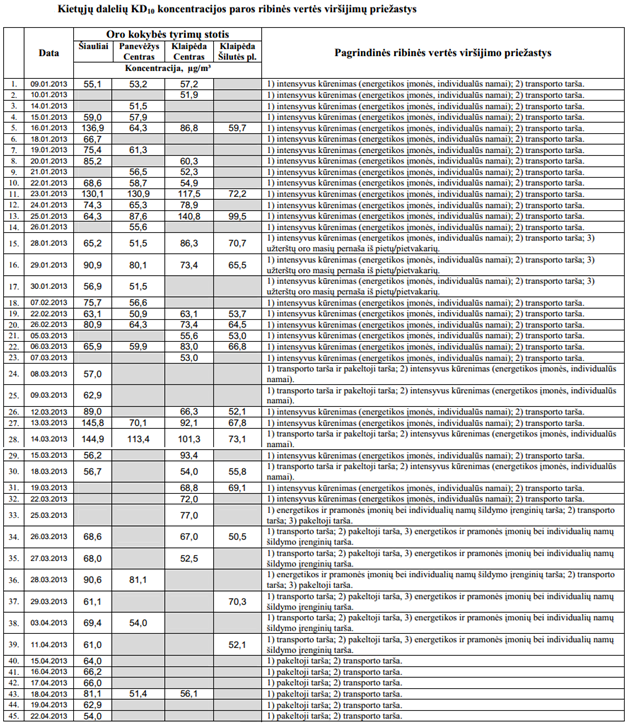 Kietųjų dalelių KD10 koncentracijos paros ribinės vertės viršijimų priežastys
Data Oro kokybės tyrimų stotis Pagrindinės ribinės vertės viršijimo priežastys
Šiauliai Panevėžys Centras Klaipėda Centras Klaipėda Šilutės pl.
Koncentracija, µg/m³
1. 09.01.2013 55,1 53,2 57,2 1) intensyvus kūrenimas (energetikos įmonės, individualūs namai); 2) transporto tarša.
2. 10.01.2013 51,9 1) intensyvus kūrenimas (energetikos įmonės, individualūs namai); 2) transporto tarša.
3. 14.01.2013 51,5 1) intensyvus kūrenimas (energetikos įmonės, individualūs namai); 2) transporto tarša.
4. 15.01.2013 59,0 57,9 1) intensyvus kūrenimas (energetikos įmonės, individualūs namai); 2) transporto tarša.
5. 16.01.2013 136,9 64,3 86,8 59,7 1) intensyvus kūrenimas (energetikos įmonės, individualūs namai); 2) transporto tarša.
6. 18.01.2013 66,7 1) intensyvus kūrenimas (energetikos įmonės, individualūs namai); 2) transporto tarša.
7. 19.01.2013 75,4 61,3 1) intensyvus kūrenimas (energetikos įmonės, individualūs namai); 2) transporto tarša.
8. 20.01.2013 85,2 60,3 1) intensyvus kūrenimas (energetikos įmonės, individualūs namai); 2) transporto tarša.
9. 21.01.2013 56,5 52,3 1) intensyvus kūrenimas (energetikos įmonės, individualūs namai); 2) transporto tarša.
10. 22.01.2013 68,6 58,7 54,9 1) intensyvus kūrenimas (energetikos įmonės, individualūs namai); 2) transporto tarša.
11. 23.01.2013 130,1 130,9 117,5 72,2 1) intensyvus kūrenimas (energetikos įmonės, individualūs namai); 2) transporto tarša.
12. 24.01.2013 74,3 65,3 78,9 1) intensyvus kūrenimas (energetikos įmonės, individualūs namai); 2) transporto tarša.
13. 25.01.2013 64,3 87,6 140,8 99,5 1) intensyvus kūrenimas (energetikos įmonės, individualūs namai); 2) transporto tarša.
14. 26.01.2013 55,6 1) intensyvus kūrenimas (energetikos įmonės, individualūs namai); 2) transporto tarša.
15. 28.01.2013 65,2 51,5 86,3 70,7 1) intensyvus kūrenimas (energetikos įmonės, individualūs namai); 2) transporto tarša; 3)
užterštų oro masių pernaša iš pietų/pietvakarių.
16. 29.01.2013 90,9 80,1 73,4 65,5 1) intensyvus kūrenimas (energetikos įmonės, individualūs namai); 2) transporto tarša; 3)
užterštų oro masių pernaša iš pietų/pietvakarių.
17. 30.01.2013 56,9 51,5 1) intensyvus kūrenimas (energetikos įmonės, individualūs namai); 2) transporto tarša; 3)
užterštų oro masių pernaša iš pietų/pietvakarių.
18. 07.02.2013 75,7 56,6 1) intensyvus kūrenimas (energetikos įmonės, individualūs namai); 2) transporto tarša.
19. 22.02.2013 63,1 50,9 63,1 53,7 1) intensyvus kūrenimas (energetikos įmonės, individualūs namai); 2) transporto tarša.
20. 26.02.2013 80,9 64,3 73,4 64,5 1) intensyvus kūrenimas (energetikos įmonės, individualūs namai); 2) transporto tarša.
21. 05.03.2013 55,6 53,0 1) intensyvus kūrenimas (energetikos įmonės, individualūs namai); 2) transporto tarša.
22. 06.03.2013 65,9 59,9 83,0 66,8 1) intensyvus kūrenimas (energetikos įmonės, individualūs namai); 2) transporto tarša.
23. 07.03.2013 53,0 1) intensyvus kūrenimas (energetikos įmonės, individualūs namai); 2) transporto tarša.
24. 08.03.2013 57,0 1) transporto tarša ir pakeltoji tarša; 2) intensyvus kūrenimas (energetikos įmonės, individualūs
namai).
25. 09.03.2013 62,9 1) transporto tarša ir pakeltoji tarša; 2) intensyvus kūrenimas (energetikos įmonės, individualūs
namai).
26. 12.03.2013 89,0 66,3 52,1 1) intensyvus kūrenimas (energetikos įmonės, individualūs namai); 2) transporto tarša.
27. 13.03.2013 145,8 70,1 92,1 67,8 1) intensyvus kūrenimas (energetikos įmonės, individualūs namai); 2) transporto tarša.
28. 14.03.2013 144,9 113,4 101,3 73,1 1) transporto tarša ir pakeltoji tarša; 2) intensyvus kūrenimas (energetikos įmonės, individualūs
namai).
29. 15.03.2013 56,2 93,4 1) intensyvus kūrenimas (energetikos įmonės, individualūs namai); 2) transporto tarša.
30. 18.03.2013 56,7 54,0 55,8 1) transporto tarša ir pakeltoji tarša; 2) intensyvus kūrenimas (energetikos įmonės, individualūs
namai).
31. 19.03.2013 68,8 69,1 1) intensyvus kūrenimas (energetikos įmonės, individualūs namai); 2) transporto tarša.
32. 22.03.2013 72,0 1) intensyvus kūrenimas (energetikos įmonės, individualūs namai); 2) transporto tarša.
33. 25.03.2013 77,0 1) energetikos ir pramonės įmonių bei individualių namų šildymo įrenginių tarša; 2) transporto
tarša; 3) pakeltoji tarša.
34. 26.03.2013 68,6 67,0 50,5 1) transporto tarša; 2) pakeltoji tarša, 3) energetikos ir pramonės įmonių bei individualių namų
šildymo įrenginių tarša.
35. 27.03.2013 68,0 52,5 1) transporto tarša; 2) pakeltoji tarša, 3) energetikos ir pramonės įmonių bei individualių namų
šildymo įrenginių tarša.
36. 28.03.2013 90,6 81,1 1) energetikos ir pramonės įmonių bei individualių namų šildymo įrenginių tarša; 2) transporto
tarša; 3) pakeltoji tarša.
37. 29.03.2013 61,1 70,3 1) transporto tarša; 2) pakeltoji tarša, 3) energetikos ir pramonės įmonių bei individualių namų
šildymo įrenginių tarša.
38. 03.04.2013 69,4 54,0 1) transporto tarša; 2) pakeltoji tarša, 3) energetikos ir pramonės įmonių bei individualių namų
šildymo įrenginių tarša.
39. 11.04.2013 61,0 52,1 1) transporto tarša; 2) pakeltoji tarša, 3) energetikos ir pramonės įmonių bei individualių namų
šildymo įrenginių tarša.
40. 15.04.2013 64,0 1) pakeltoji tarša; 2) transporto tarša.
41. 16.04.2013 66,2 1) pakeltoji tarša; 2) transporto tarša.
42. 17.04.2013 66,0 1) pakeltoji tarša; 2) transporto tarša.
43. 18.04.2013 81,1 51,4 56,1 1) pakeltoji tarša; 2) transporto tarša.
44. 19.04.2013 62,9 1) pakeltoji tarša; 2) transporto tarša.
45. 22.04.2013 54,0 1) pakeltoji tarša; 2) transporto tarša.